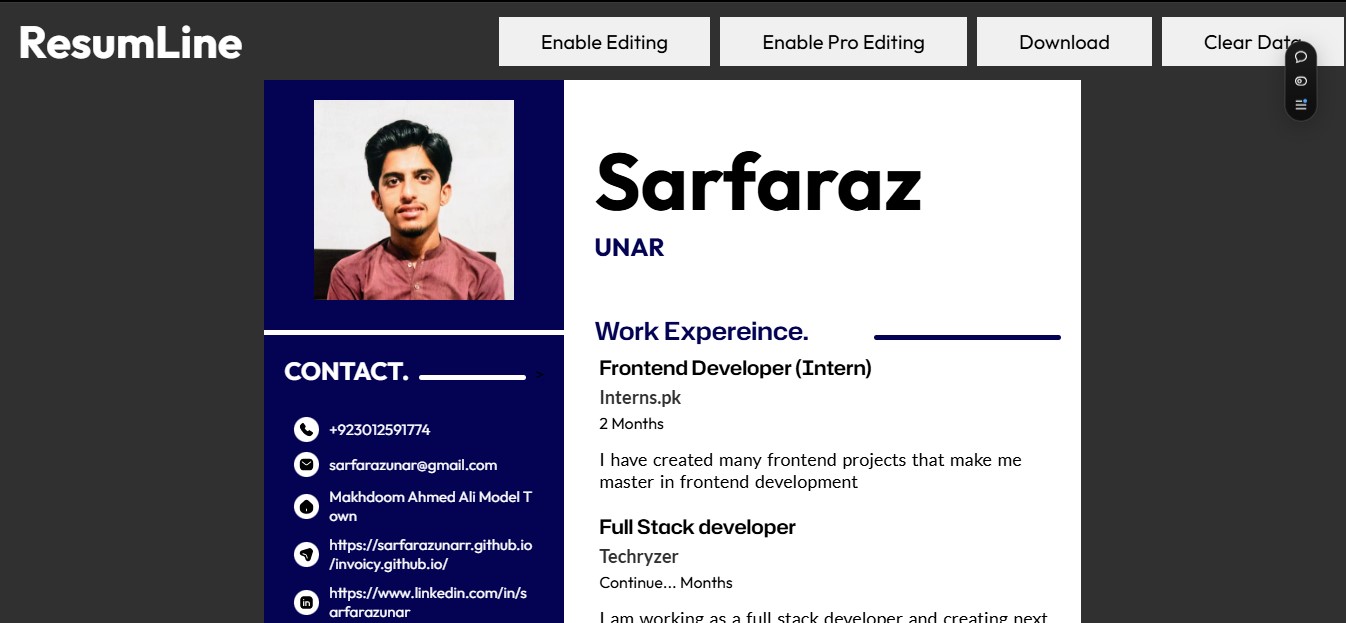 ResumLine
Enable Editing
Enable Pro Editing
Download
Clear Data
Sarfaraz
UNAR
CONTACT.
>
+923012591774
sarfarazunar@gmail.com
Makhdoom Ahmed Ali Model T
own
https://sarfarazunarr.github.io
/invoicy.github.io/
https://www.linkedin.com/in/s
arfarazunar
Work Expereince.
Frontend Developer (Intern)
Interns.pk
2 Months
I have created many frontend projects that make me
master in frontend development
Full Stack developer
Techryzer
Continue... Months
I am working as a full stack developer and creating next